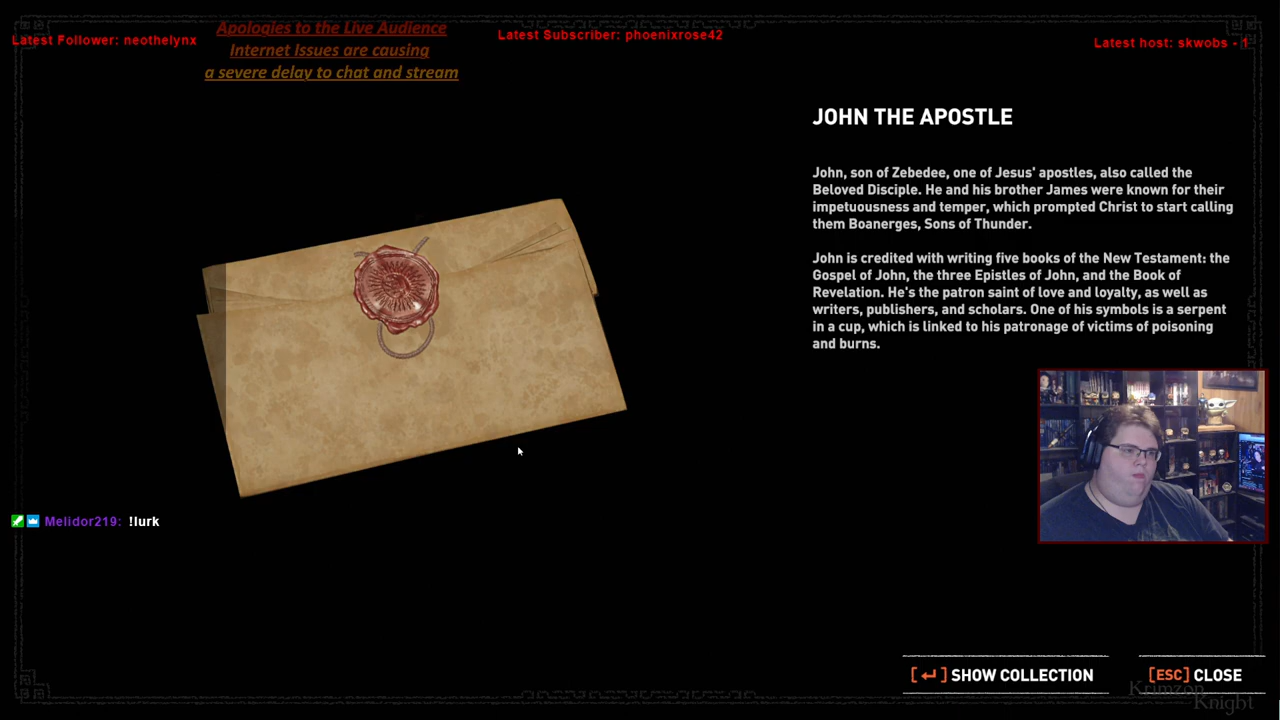 Apologies to the Live Audience
Internet Issues are causing
a severe delay to chat and stream
Latest Follower: neothelynx
Latest Subscriber: phoenixrose42
Latest host: skwobs - 1
JOHN THE APOSTLE
John, son of Zebedee, one of Jesus' apostles, also called the
Beloved Disciple. He and his brother James were known for their
impetuousness and temper, which prompted Christ to start calling
them Boanerges, Sons of Thunder.
John is credited with writing five books of the New Testament: the
Gospel of John, the three Epistles of John, and the Book of
Revelation. He's the patron saint of love and loyalty, as well as
writers, publishers, and scholars. One of his symbols is a serpent
in a cup, which is linked to his patronage of victims of poisoning
and burns.
Melidor219: !lurk
[↵] SHOW COLLECTION
[ESC] CLOSE
Krimzon
Knight